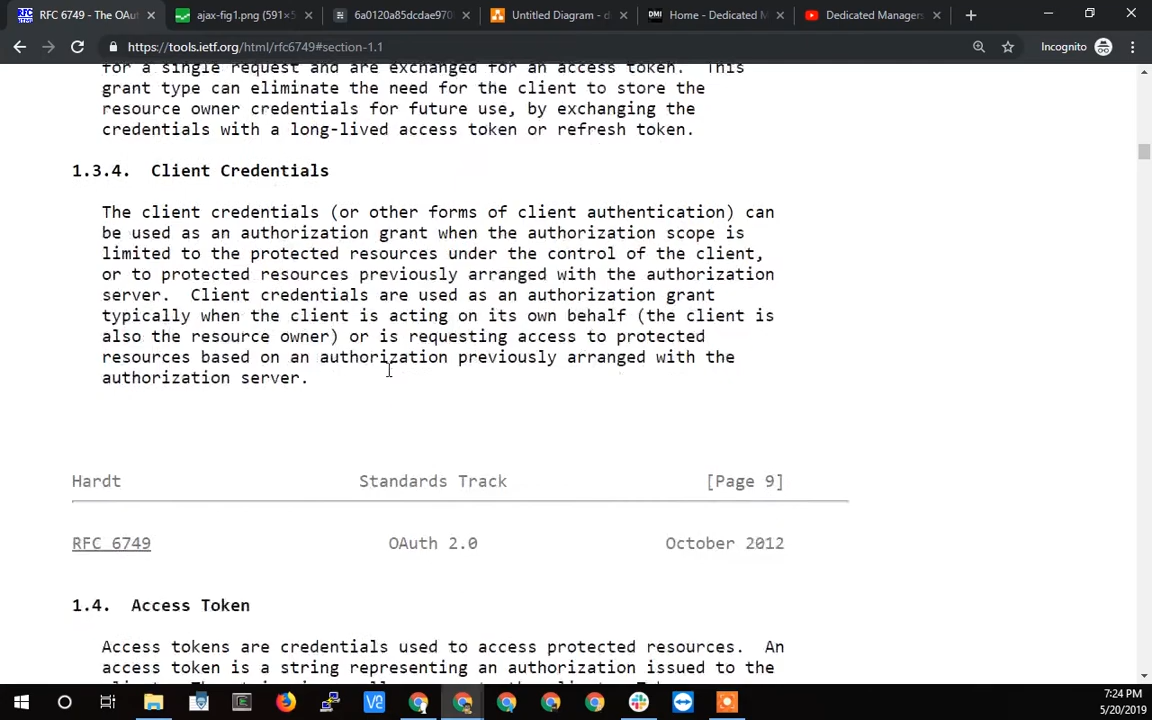 RFC 6749 - The OAut
ajax-fig1.png (591×5
6a0120a85dcdae970
Untitled Diagram - d
DMI
Home - Dedicated M
Dedicated Managers
https://tools.ietf.org/html/rfc6749#section-1.1
Incognito
for a single request and are exchanged for an access token.  This
grant type can eliminate the need for the client to store the
resource owner credentials for future use, by exchanging the
credentials with a long-lived access token or refresh token.
1.3.4.  Client Credentials
The client credentials (or other forms of client authentication) can
be used as an authorization grant when the authorization scope is
limited to the protected resources under the control of the client,
or to protected resources previously arranged with the authorization
server.  Client credentials are used as an authorization grant
typically when the client is acting on its own behalf (the client is
also the resource owner) or is requesting access to protected
resources based on an authorization previously arranged with the
authorization server.
Hardt Standards Track [Page 9]
RFC 6749 OAuth 2.0 October 2012
1.4.  Access Token
Access tokens are credentials used to access protected resources.  An
access token is a string representing an authorization issued to the
7:24 PM
5/20/2019